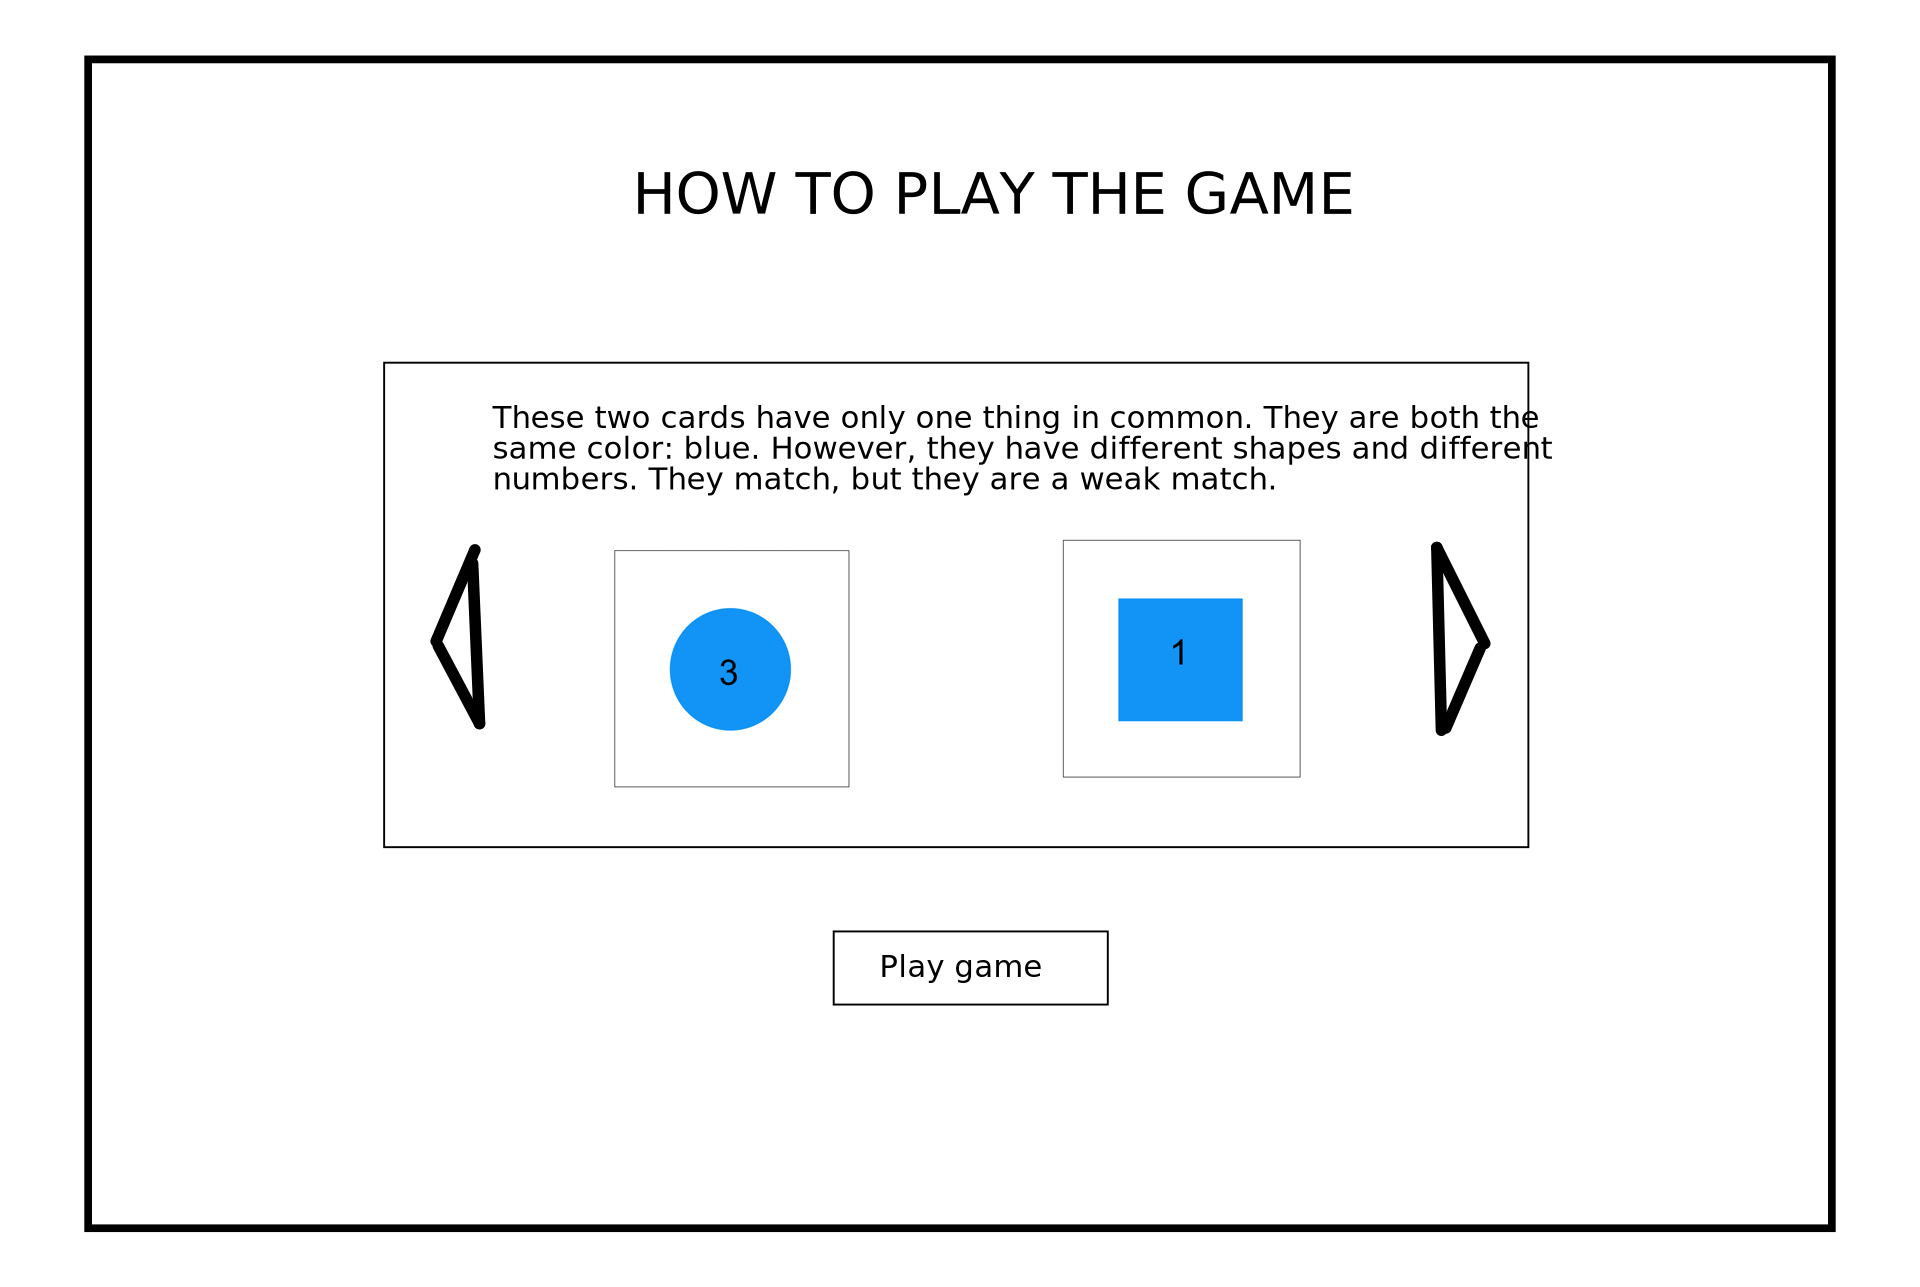 HOW TO PLAY THE GAME
These two cards have only one thing in common. They are both the
same color: blue. However, they have different shapes and different
numbers. They match, but they are a weak match.
3
1
Play game